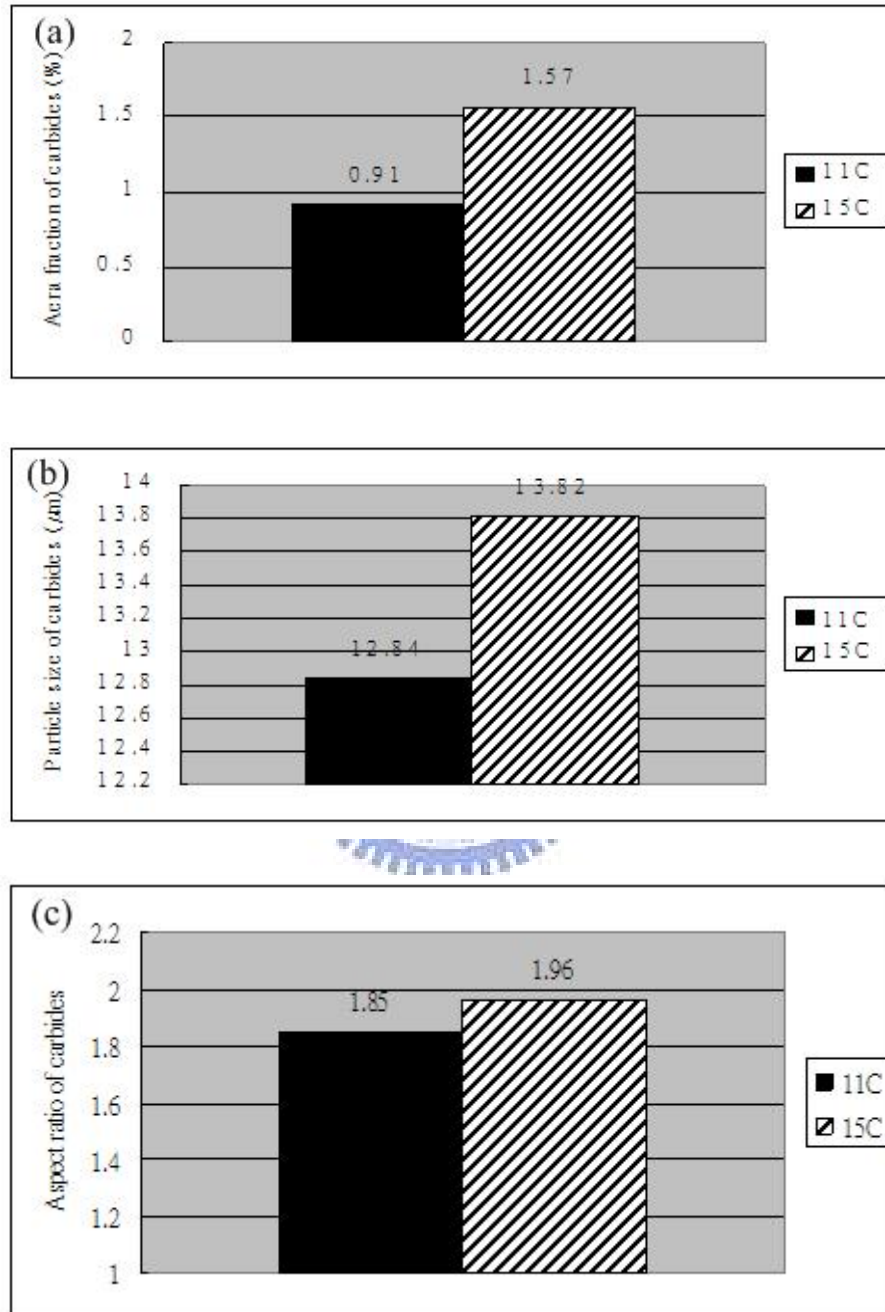 (a)
Aera fraction of carbides (%)
2
1.5
1
0.5
0
0.91
1.57
11C
15C
(b)
Particle size of carbides (μm)
14
13.8
13.6
13.4
13.2
13
12.8
12.6
12.4
12.2
12.84
13.82
11C
15C
(c)
Aspect ratio of carbides
2.2
2
1.8
1.6
1.4
1.2
1
1.85
1.96
11C
15C